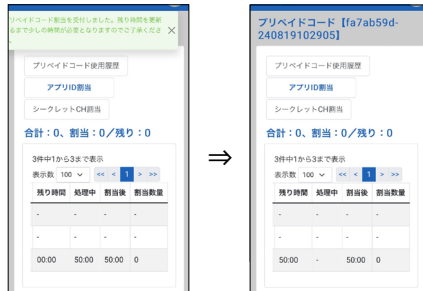 リペイドコード割当を受付しました。残り時間を更新
るまで少しの時間が必要となりますのでご了承くださ
。
×
プリペイドコード使用履歴
アプリID割当
シークレットCH割当
合計：0、割当：0／残り：0
3件中1から3まで表示
表示数 100 << < 1 > >>
残り時間 処理中 割当後 割当数量
- - -
- - -
00:00 50:00 50:00 0
⇒
プリペイドコード【fa7ab59d-
240819102905】
プリペイドコード使用履歴
アプリID割当
シークレットCH割当
合計：0、割当：0／残り：0
3件中1から3まで表示
表示数 100 << < 1 > >>
残り時間 処理中 割当後 割当数量
- - -
- - -
50:00 - 50:00 0